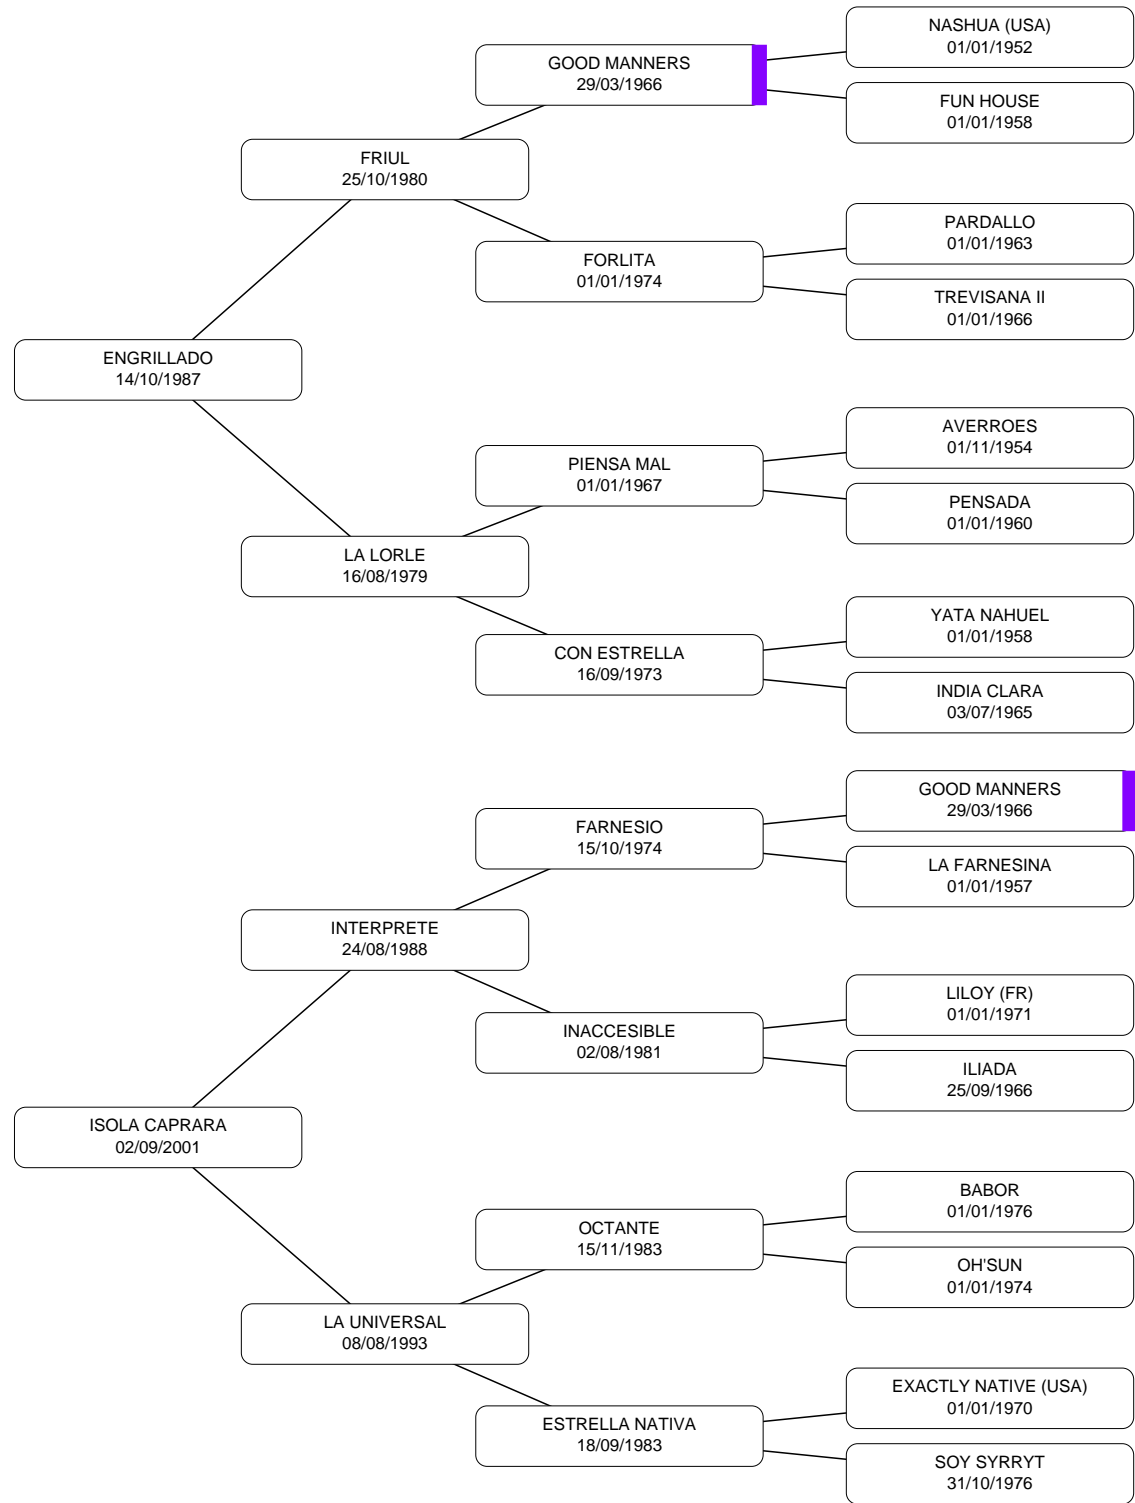 NASHUA (USA)
01/01/1952
GOOD MANNERS
29/03/1966
FUN HOUSE
01/01/1958
FRIUL
25/10/1980
PARDALLO
01/01/1963
FORLITA
01/01/1974
TREVISANA II
01/01/1966
ENGRILLADO
14/10/1987
AVERROES
01/11/1954
PIENSA MAL
01/01/1967
PENSADA
01/01/1960
LA LORLE
16/08/1979
YATA NAHUEL
01/01/1958
CON ESTRELLA
16/09/1973
INDIA CLARA
03/07/1965
GOOD MANNERS
29/03/1966
FARNESIO
15/10/1974
LA FARNESINA
01/01/1957
INTERPRETE
24/08/1988
LILOY (FR)
01/01/1971
INACCESIBLE
02/08/1981
ILIADA
25/09/1966
ISOLA CAPRARA
02/09/2001
BABOR
01/01/1976
OCTANTE
15/11/1983
OH'SUN
01/01/1974
LA UNIVERSAL
08/08/1993
EXACTLY NATIVE (USA)
01/01/1970
ESTRELLA NATIVA
18/09/1983
SOY SYRRYT
31/10/1976